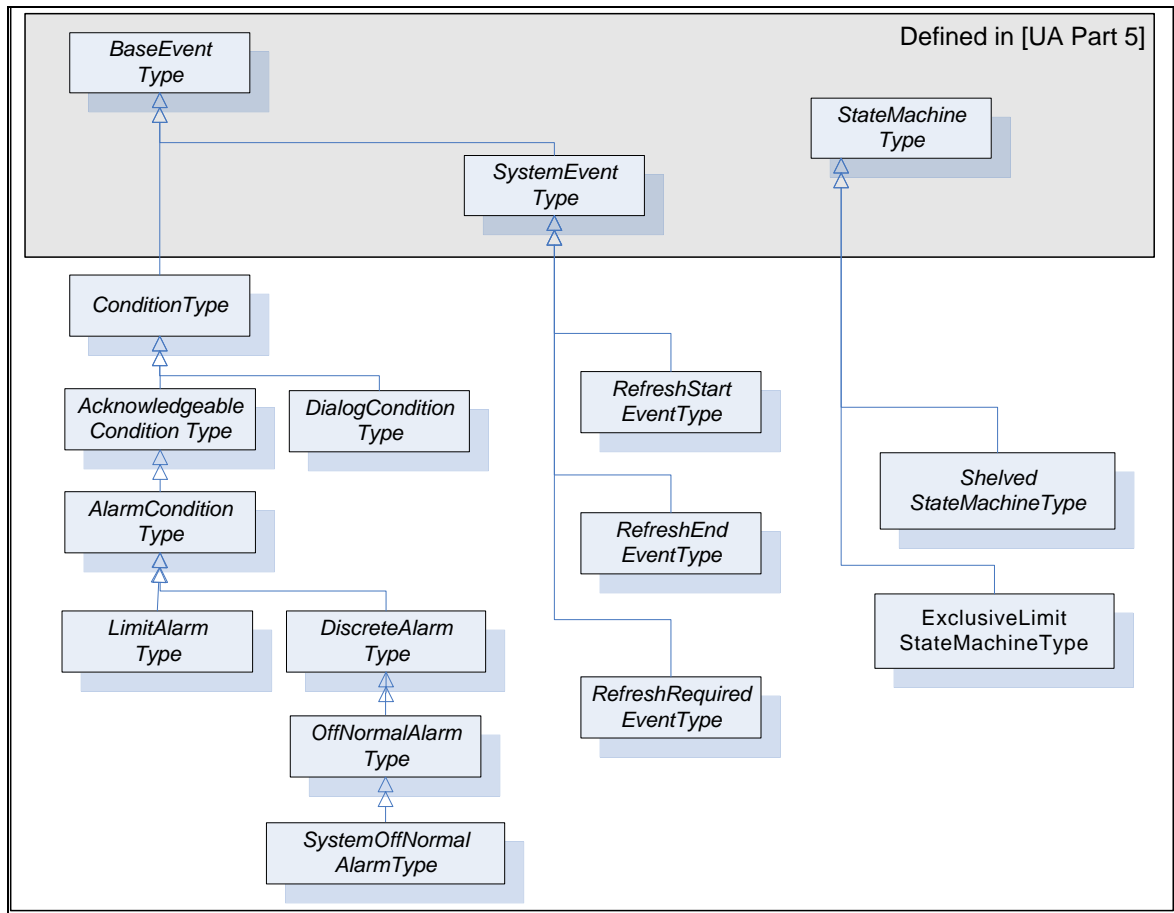 Defined in [UA Part 5]
BaseEvent
Type
StateMachine
Type
SystemEvent
Type
ConditionType
Acknowledgeable
Condition Type
DialogCondition
Type
RefreshStart
EventType
Shelved
StateMachineType
AlarmCondition
Type
RefreshEnd
EventType
LimitAlarm
Type
DiscreteAlarm
Type
ExclusiveLimit
StateMachineType
RefreshRequired
EventType
OffNormalAlarm
Type
SystemOffNormal
AlarmType